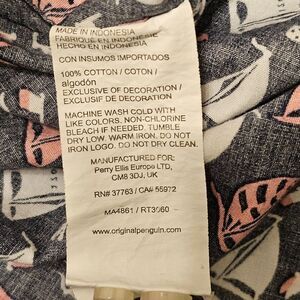 MADE IN INDONESIA
FABRIQUÉ EN INDONÉSIE
HECHO EN INDONESIA
CON INSUMOS IMPORTADOS
100% COTTON / COTON /
algodón
EXCLUSIVE OF DECORATION /
EXCLUSIF DE DÉCORATION /
MACHINE WASH COLD WITH
LIKE COLORS. NON-CHLORINE
BLEACH IF NEEDED. TUMBLE
DRY LOW. WARM IRON. DO NOT
IRON LOGO. DO NOT DRY CLEAN.
MANUFACTURED FOR:
Perry Ellis Europe LTD,
CM8 3DJ, UK
RN# 37763 / CA# 55972
MA4861 / RT3060
www.originalpenguin.com